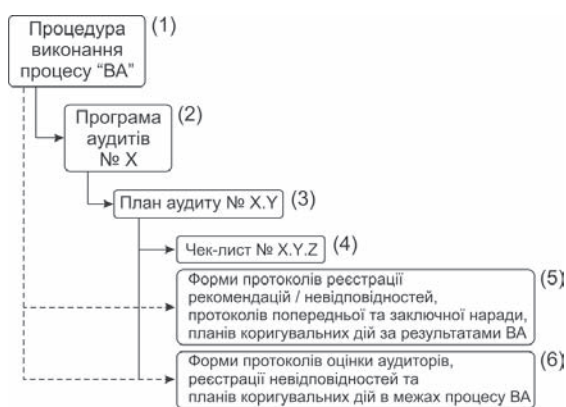 Процедура (1)
виконання
процесу “ВА”
Програма (2)
аудитів
№ X
План аудиту № X.Y (3)
Чек-лист № X.Y.Z (4)
Форми протоколів реєстрації (5)
рекомендацій / невідповідностей,
протоколів попередньої та заключної наради,
планів коригувальних дій за результатами ВА
Форми протоколів оцінки аудиторів, (6)
реєстрації невідповідностей та
планів коригувальних дій в межах процесу ВА